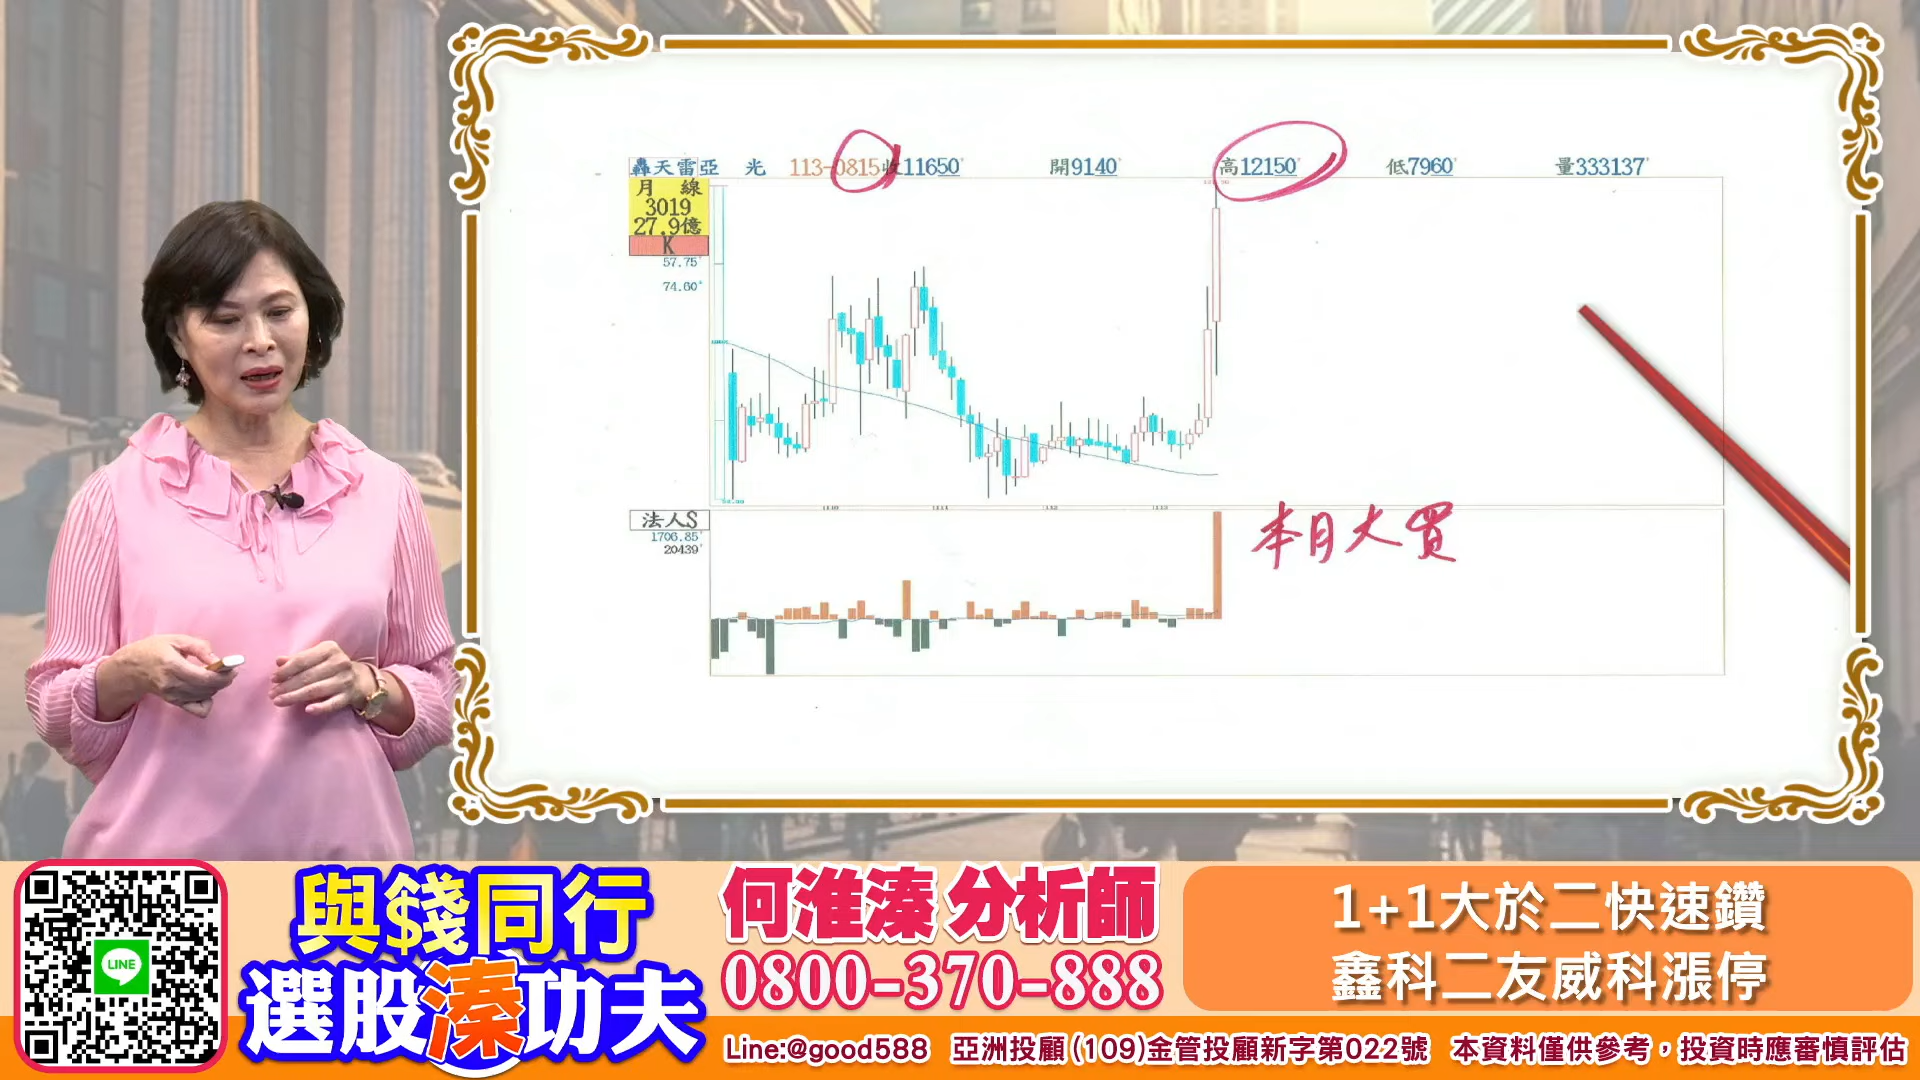 轟天雷亞 光 113-0815收11650 開9140 高12150 低7960 量333137
月 線
3019
27.9億
K
57.75
74.60
法人S
1706.85
20439
本月大買
LINE
與$錢同行
選股溱功夫
何淮溱 分析師
0800-370-888
1+1大於二快速鑽
鑫科二友威科漲停
Line:@good588 亞洲投顧 (109)金管投顧新字第022號 本資料僅供參考，投資時應審慎評估